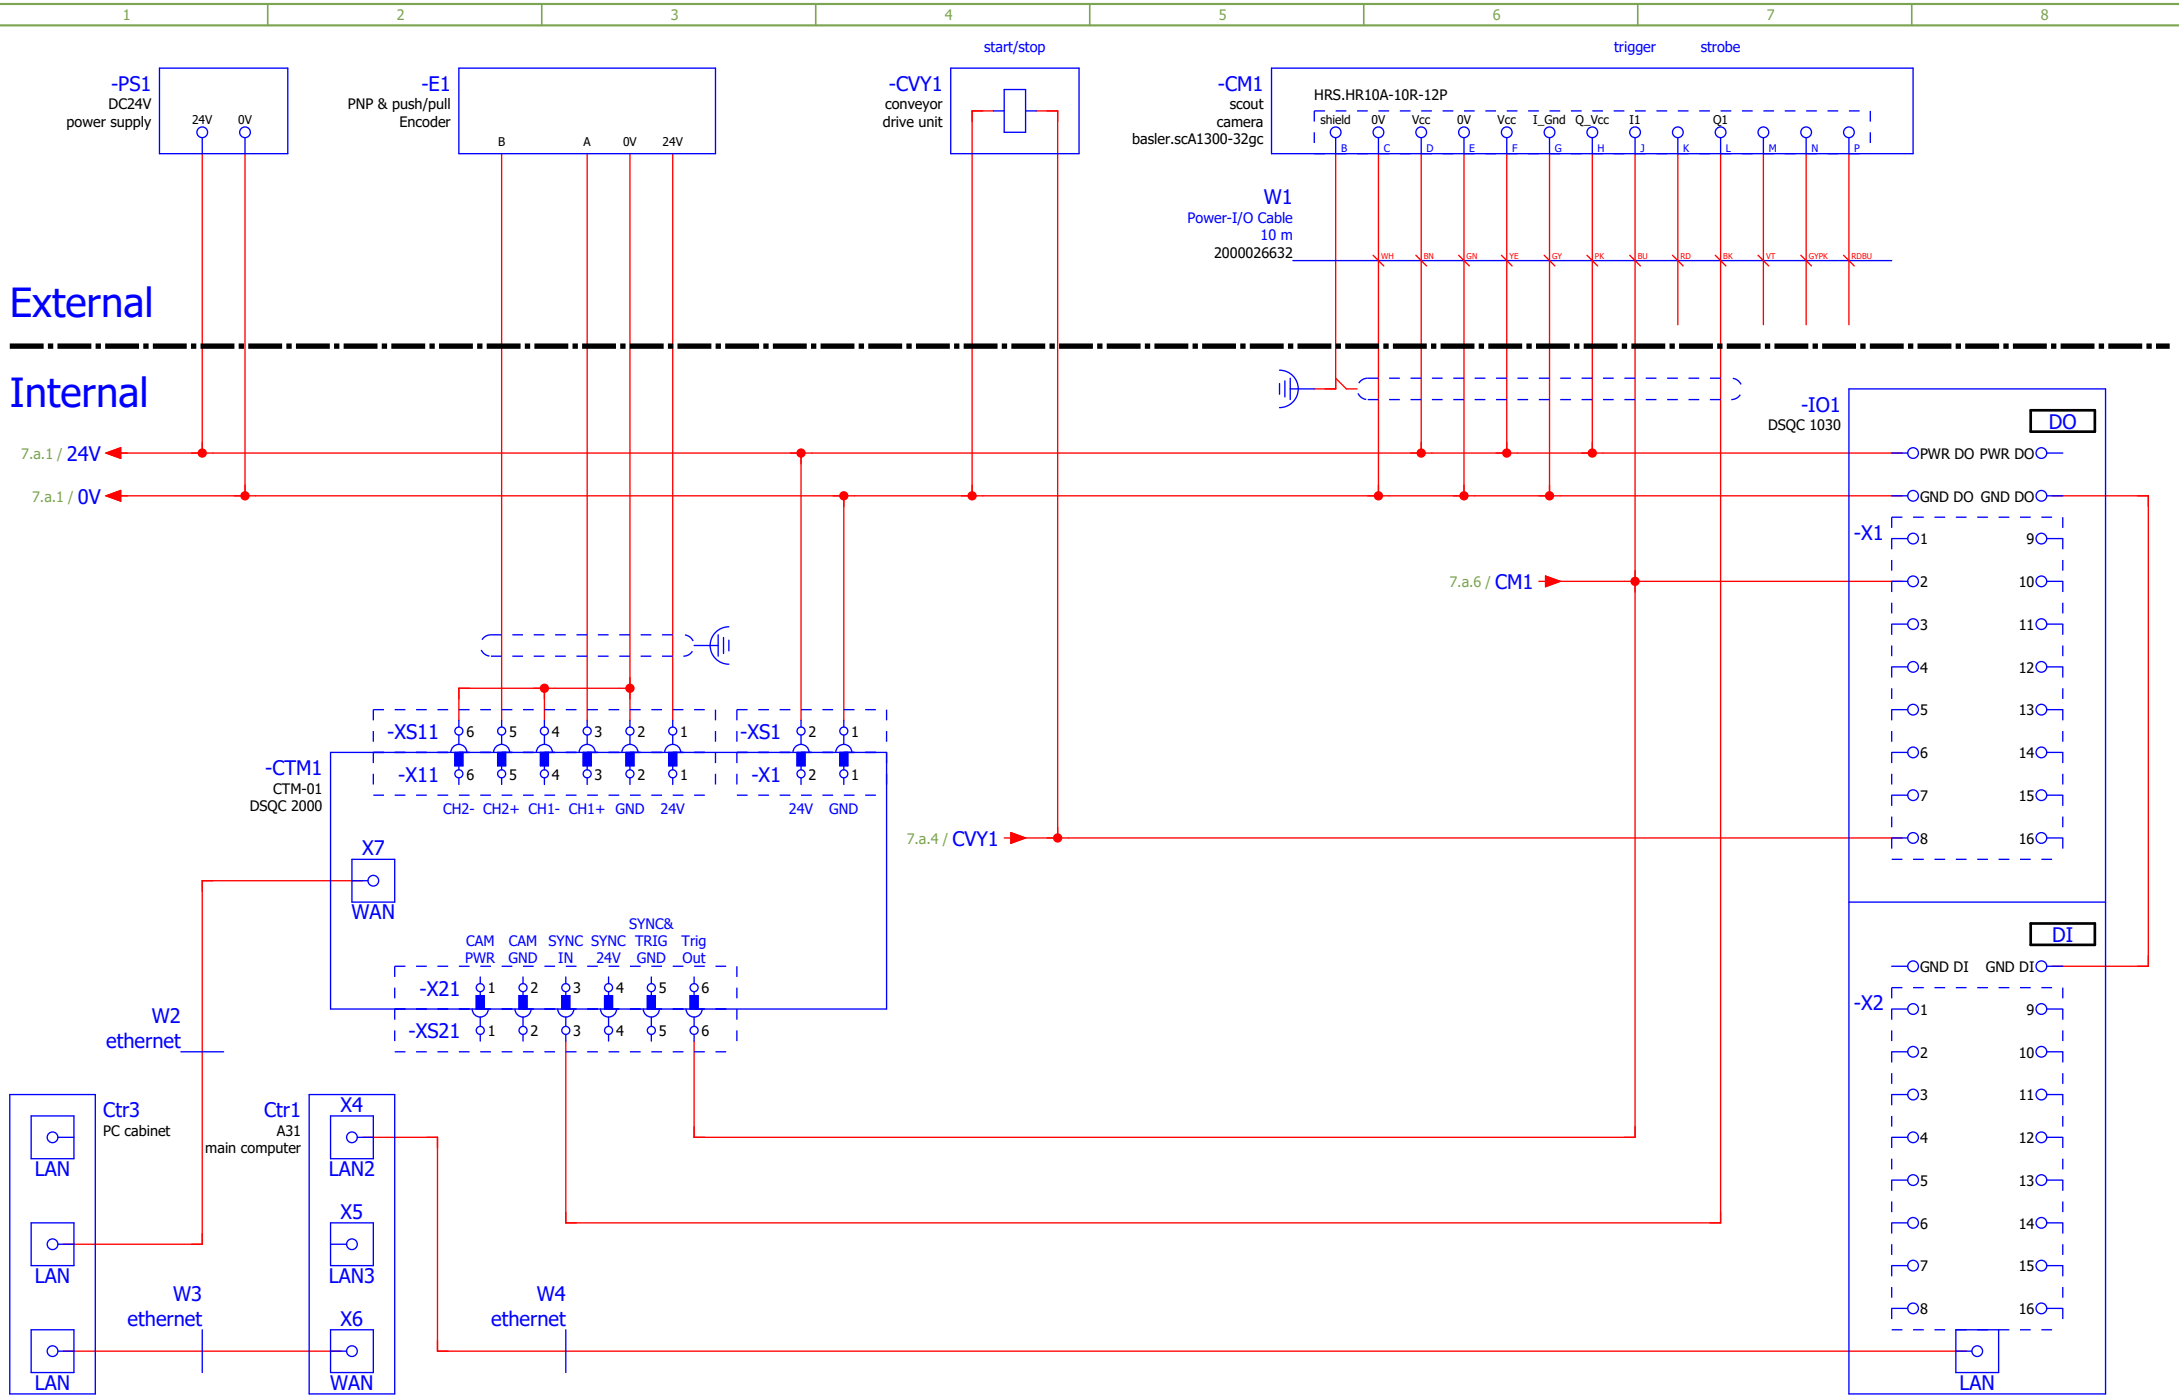 1 2 3 4 5 6 7 8
start/stop
trigger strobe
-PS1
DC24V
power supply
24V 0V
-E1
PNP & push/pull
Encoder
B A 0V 24V
-CVY1
conveyor
drive unit
-CM1
scout
camera
basler.scA1300-32gc
HRS.HR10A-10R-12P
shield 0V Vcc 0V Vcc I_Gnd Q_Vcc I1 Q1
B C D E F G H J K L M N P
W1
Power-I/O Cable
10 m
2000026632
WH BN GN YE GY PK BU RD BK VT GYPK RDBU
External
Internal
7.a.1 / 24V
7.a.1 / 0V
-IO1
DSQC 1030
DO
PWR DO PWR DO
GND DO GND DO
-X1
1 9
2 10
3 11
4 12
5 13
6 14
7 15
8 16
7.a.6 / CM1
7.a.4 / CVY1
-XS11 6 5 4 3 2 1
-XS1 2 1
-CTM1
CTM-01
DSQC 2000
-X11 6 5 4 3 2 1
-X1 2 1
CH2- CH2+ CH1- CH1+ GND 24V
24V GND
X7
WAN
CAM PWR
CAM GND
SYNC IN
SYNC 24V
SYNC& TRIG GND
Trig Out
-X21 1 2 3 4 5 6
-XS21 1 2 3 4 5 6
DI
GND DI GND DI
-X2
1 9
2 10
3 11
4 12
5 13
6 14
7 15
8 16
LAN
W2
ethernet
Ctr3
PC cabinet
LAN
LAN
LAN
Ctr1
A31
main computer
X4
LAN2
X5
LAN3
X6
WAN
W3
ethernet
W4
ethernet